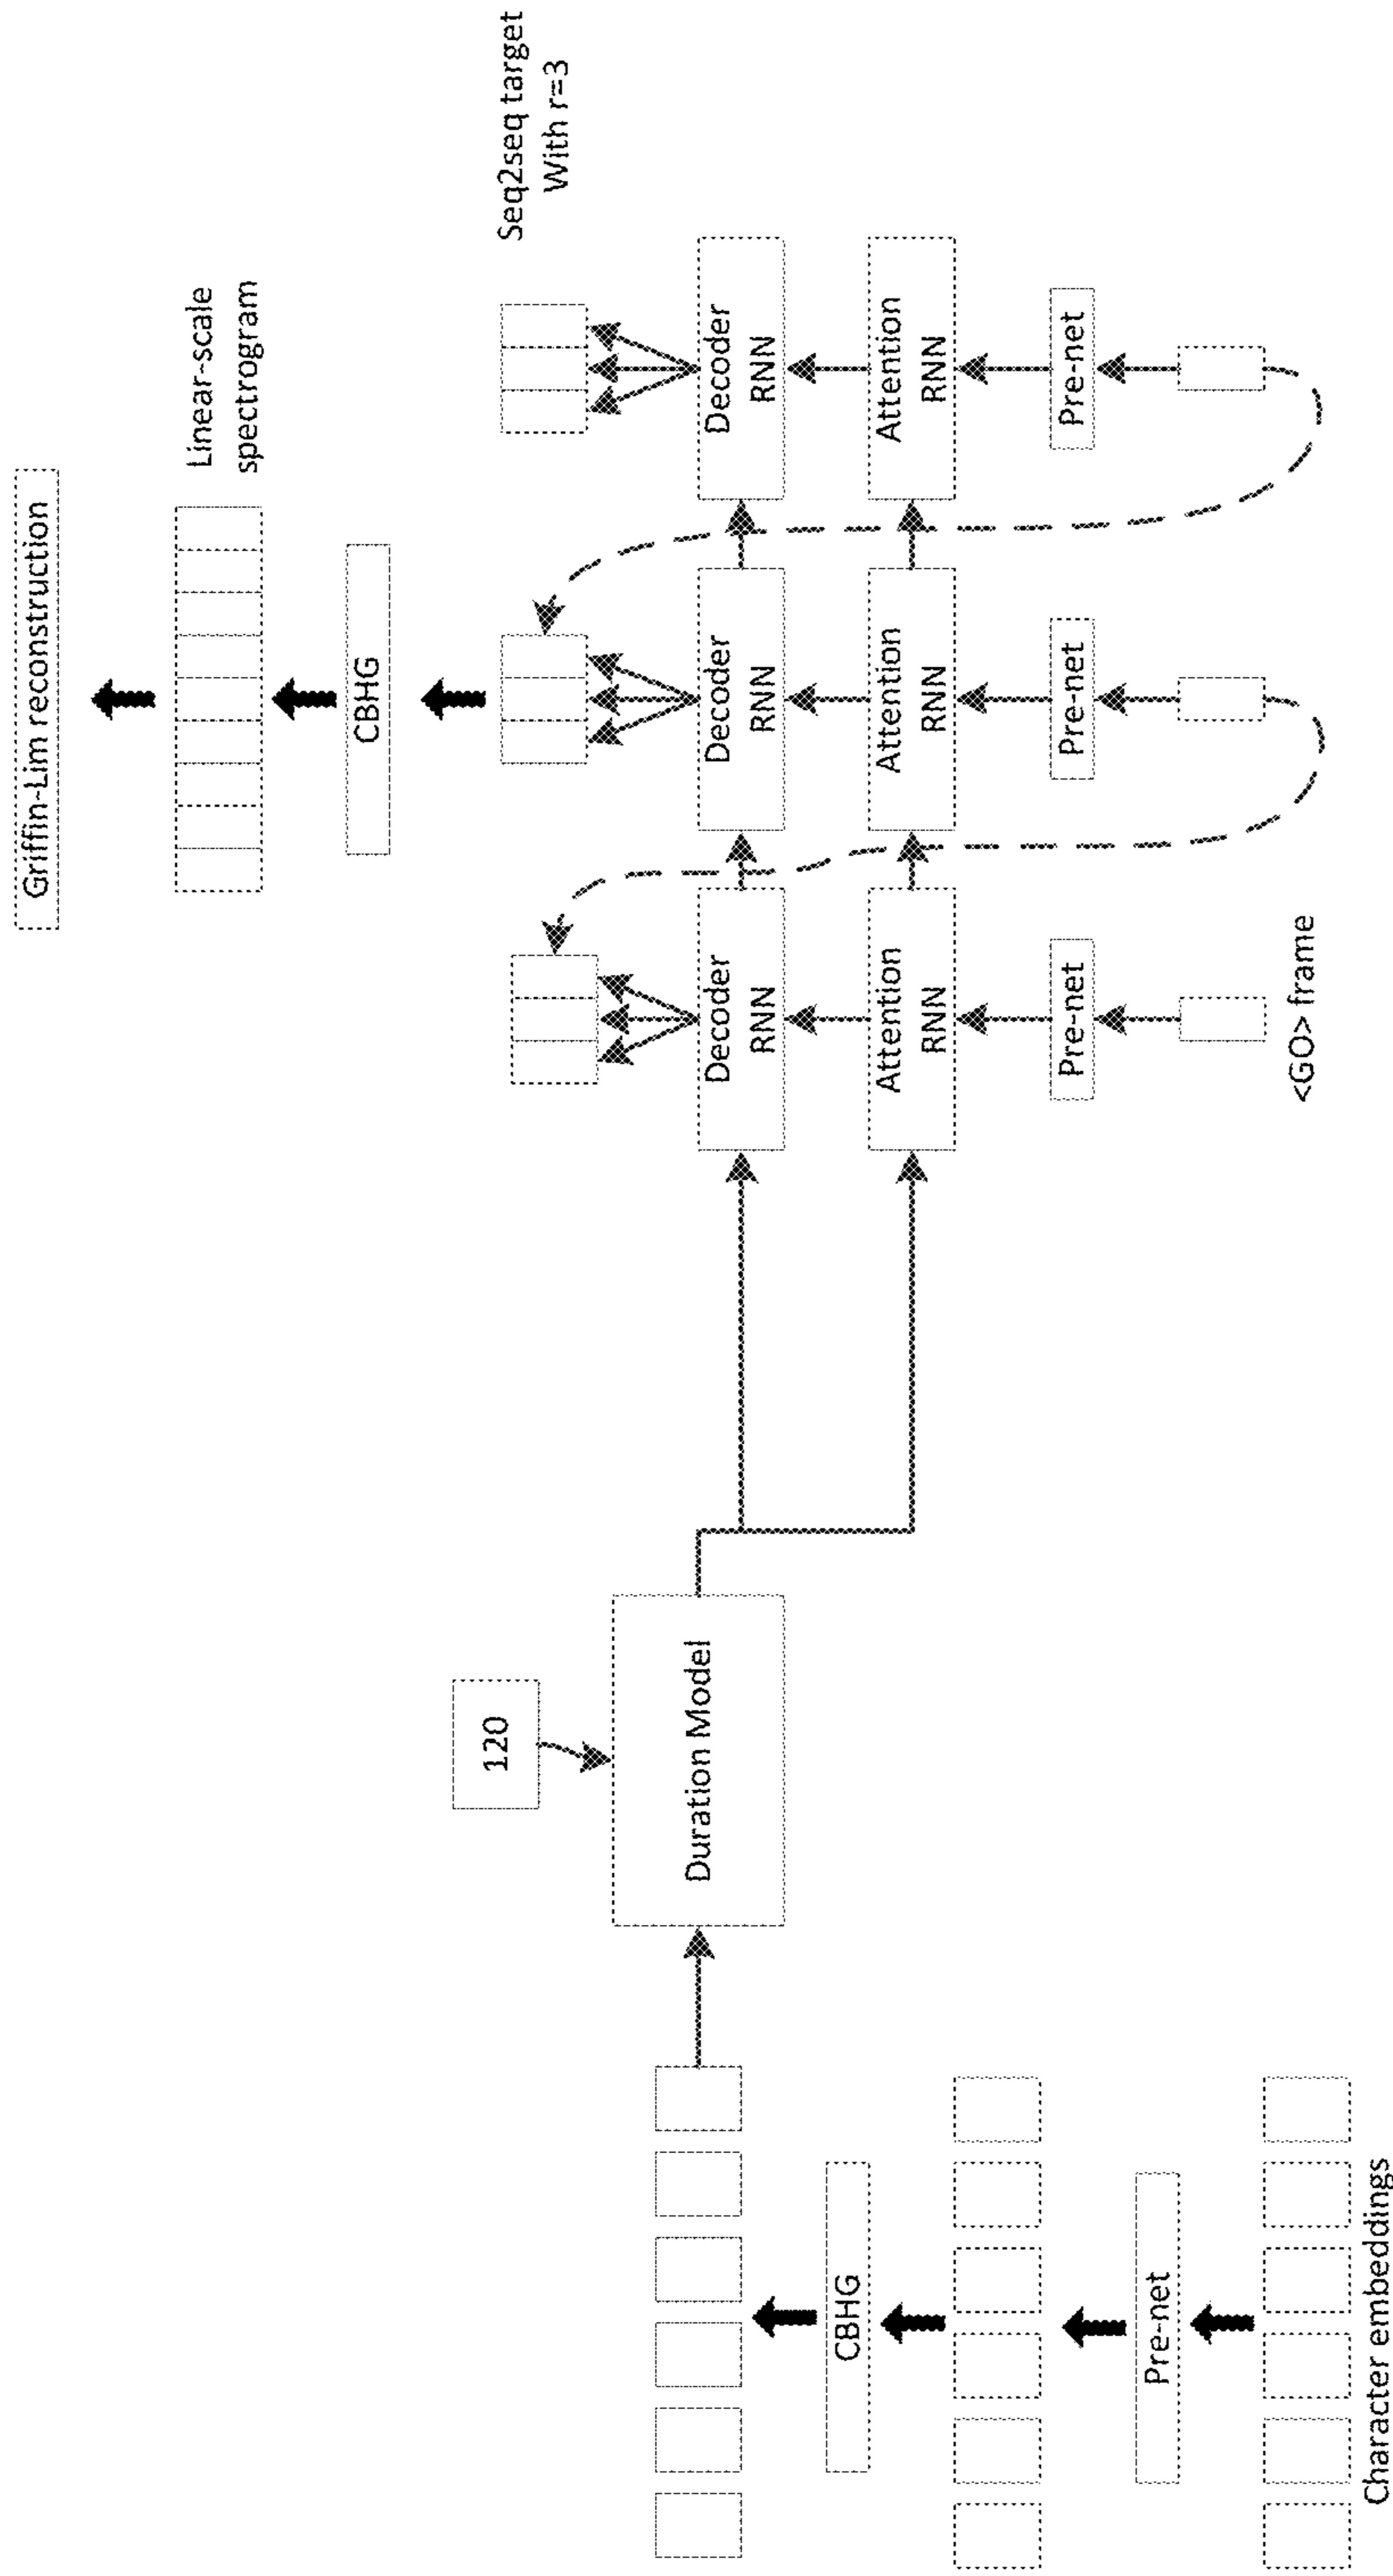 Griffin-Lim reconstruction
Linear-scale
spectrogram
CBHG
Seq2seq target
With r=3
Decoder
RNN
Decoder
RNN
Decoder
RNN
Attention
RNN
Attention
RNN
Attention
RNN
Pre-net
Pre-net
Pre-net
<GO> frame
120
Duration Model
CBHG
Pre-net
Character embeddings